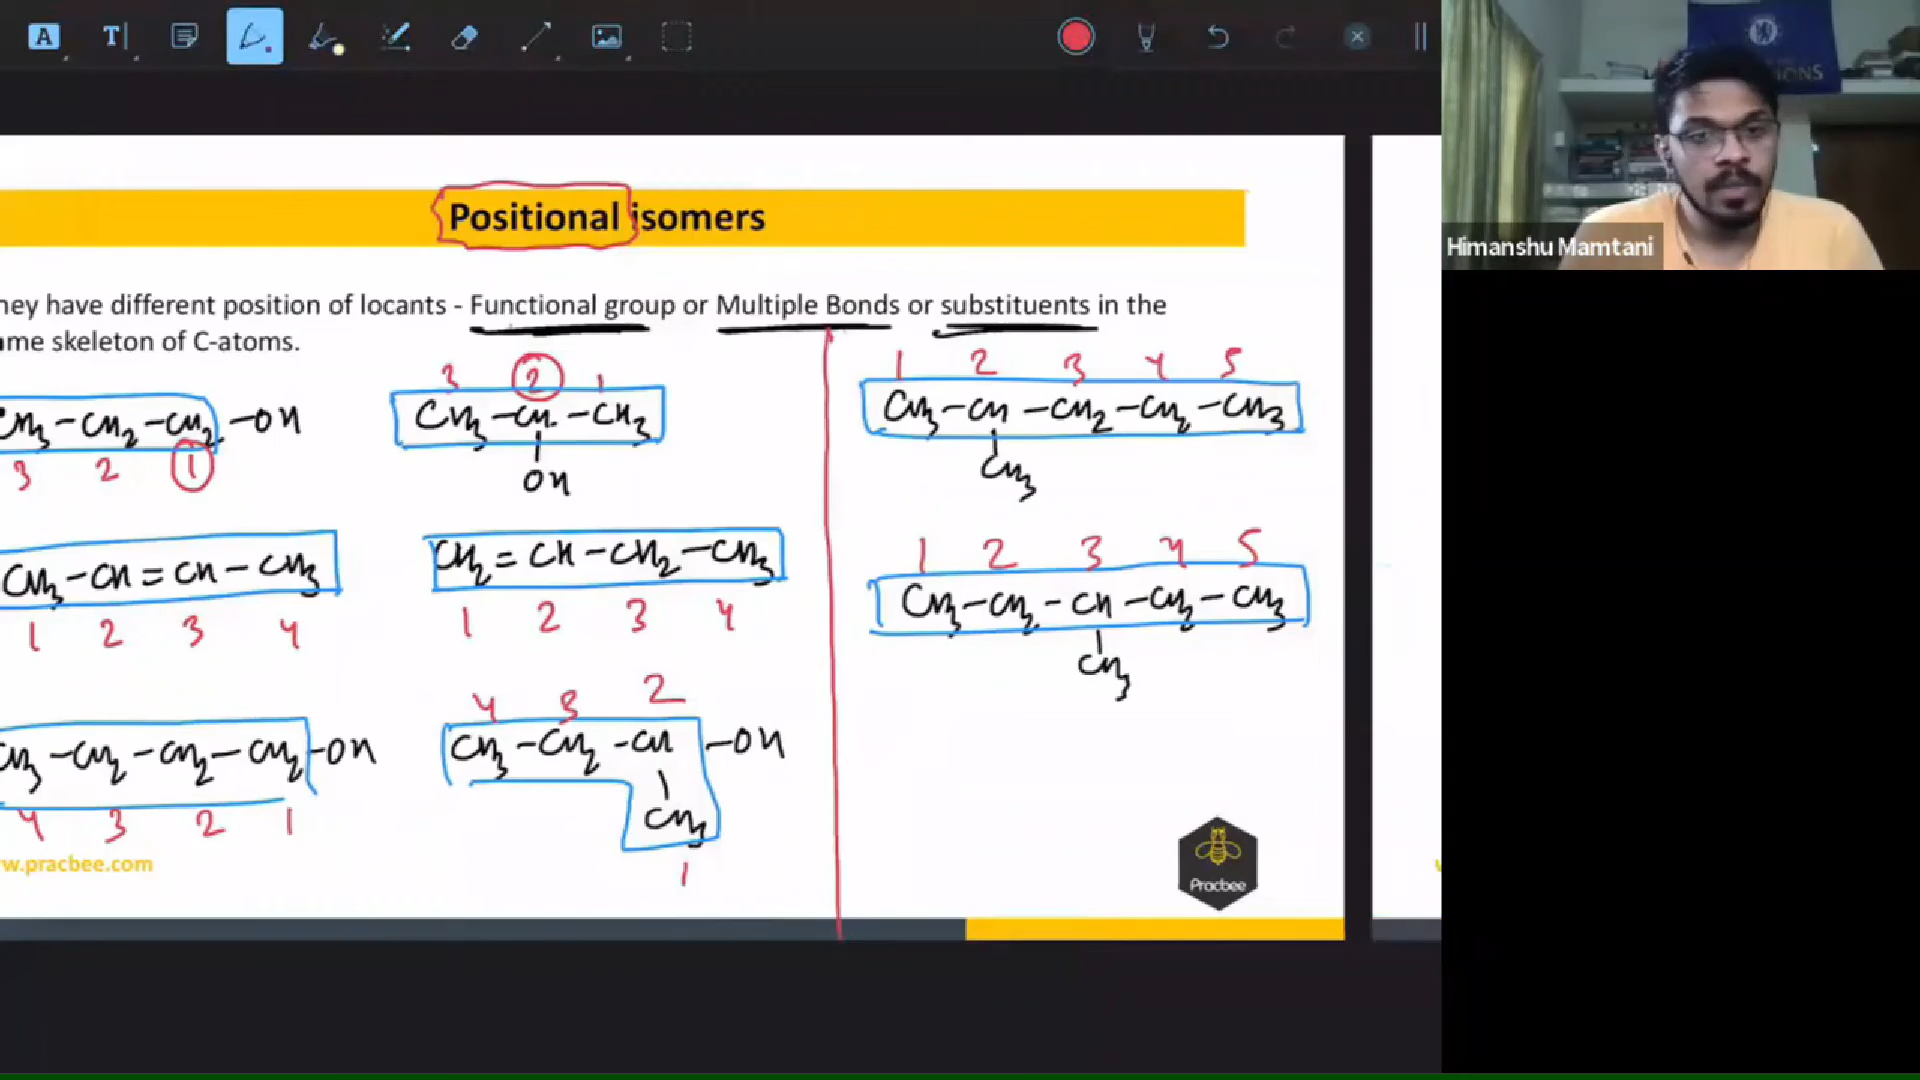 A T
IONS
Himanshu Mamtani
Positional isomers
hey have different position of locants - Functional group or Multiple Bonds or substituents in the
ame skeleton of C-atoms.
3 2 1
CH3-CH-CH3
OH
CH3-CH2-CH2-OH
3 2 1
1 2 3 4 5
CH3-CH-CH2-CH2-CH3
CH3
CH3-CH=CH-CH3
1 2 3 4
CH2=CH-CH2-CH3
1 2 3 4
1 2 3 4 5
CH3-CH2-CH-CH2-CH3
CH3
CH3-CH2-CH2-CH2-OH
4 3 2 1
4 3 2
CH3-CH2-CH-OH
CH3
1
w.pracbee.com
Pracbee